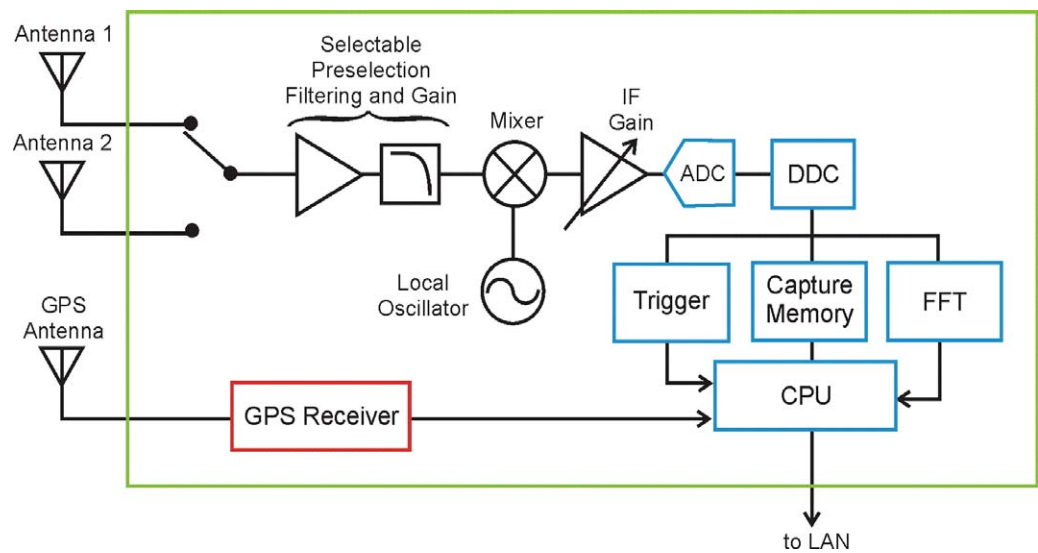 Antenna 1
Antenna 2
GPS
Antenna
Selectable
Preselection
Filtering and Gain
Mixer
Local
Oscillator
IF
Gain
ADC
DDC
Trigger
Capture
Memory
FFT
GPS Receiver
CPU
to LAN